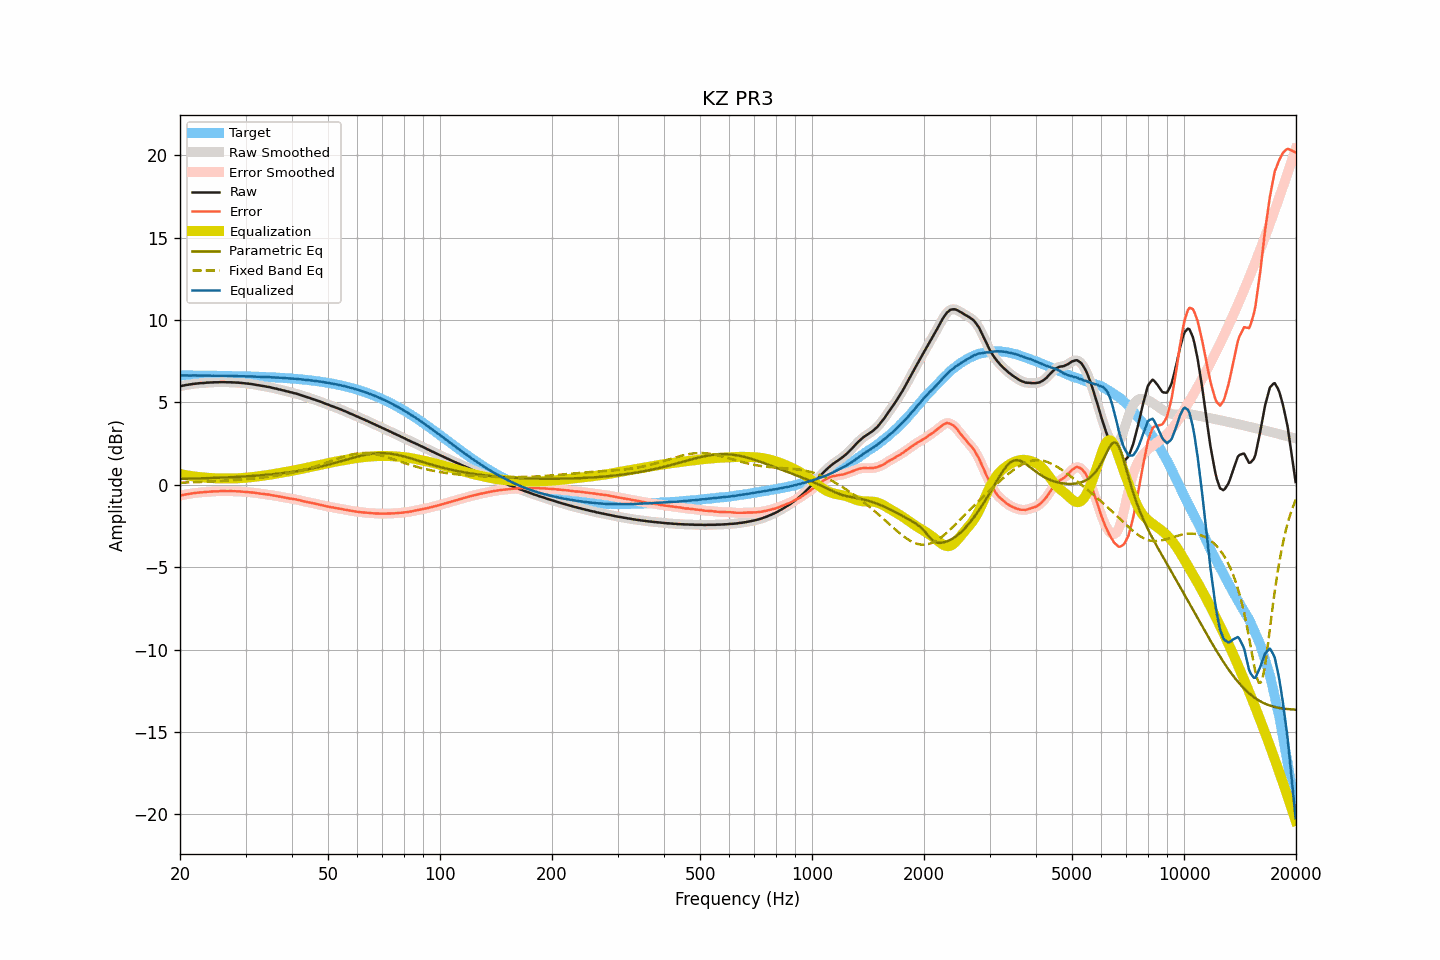 KZ PR3
Target
Raw Smoothed
Error Smoothed
Raw
Error
Equalization
Parametric Eq
Fixed Band Eq
Equalized
20
15
10
5
0
−5
−10
−15
−20
Amplitude (dBr)
20 50 100 200 500 1000 2000 5000 10000 20000
Frequency (Hz)